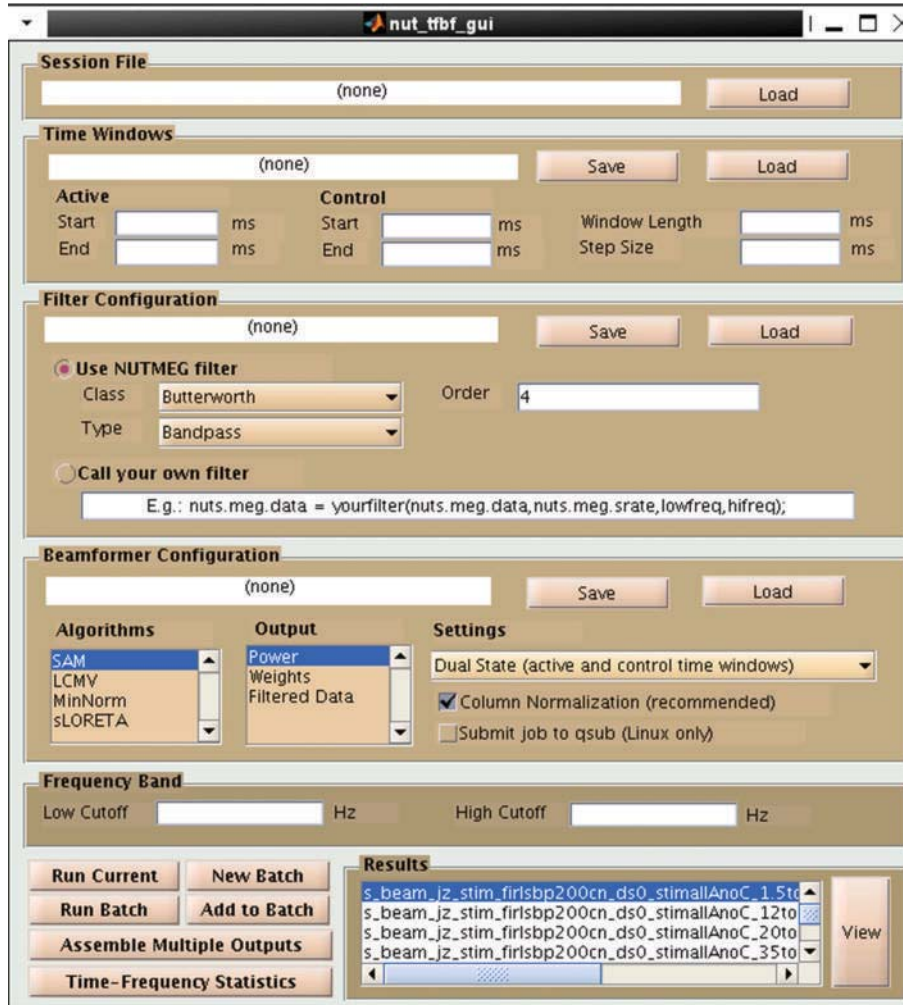 nut_tfbf_gui
Session File
(none) Load
Time Windows
(none) Save Load
Active Control
Start ms Start ms Window Length ms
End ms End ms Step Size ms
Filter Configuration
(none) Save Load
Use NUTMEG filter
Class Butterworth Order 4
Type Bandpass
Call your own filter
E.g.: nuts.meg.data = yourfilter(nuts.meg.data,nuts.meg.srate,lowfreq,hifreq);
Beamformer Configuration
(none) Save Load
Algorithms Output Settings
SAM Power Dual State (active and control time windows)
LCMV Weights Column Normalization (recommended)
MinNorm Filtered Data
sLORETA Submit job to qsub (Linux only)
Frequency Band
Low Cutoff Hz High Cutoff Hz
Run Current New Batch
Run Batch Add to Batch
Assemble Multiple Outputs
Time-Frequency Statistics
Results
s_beam_jz_stim_firlsbp200cn_ds0_stimallAnoC_1.5to
s_beam_jz_stim_firlsbp200cn_ds0_stimallAnoC_12to
s_beam_jz_stim_firlsbp200cn_ds0_stimallAnoC_20to
s_beam_jz_stim_firlsbp200cn_ds0_stimallAnoC_35to
View